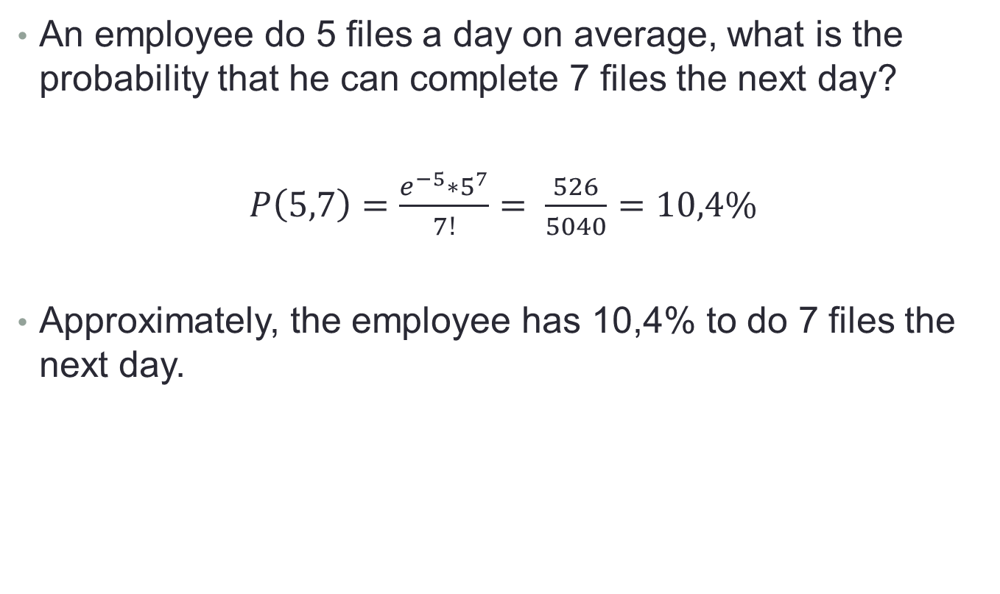 • An employee do 5 files a day on average, what is the
probability that he can complete 7 files the next day?
P(5,7) = e^−5∗5^7 / 7! = 526 / 5040 = 10,4%
• Approximately, the employee has 10,4% to do 7 files the
next day.